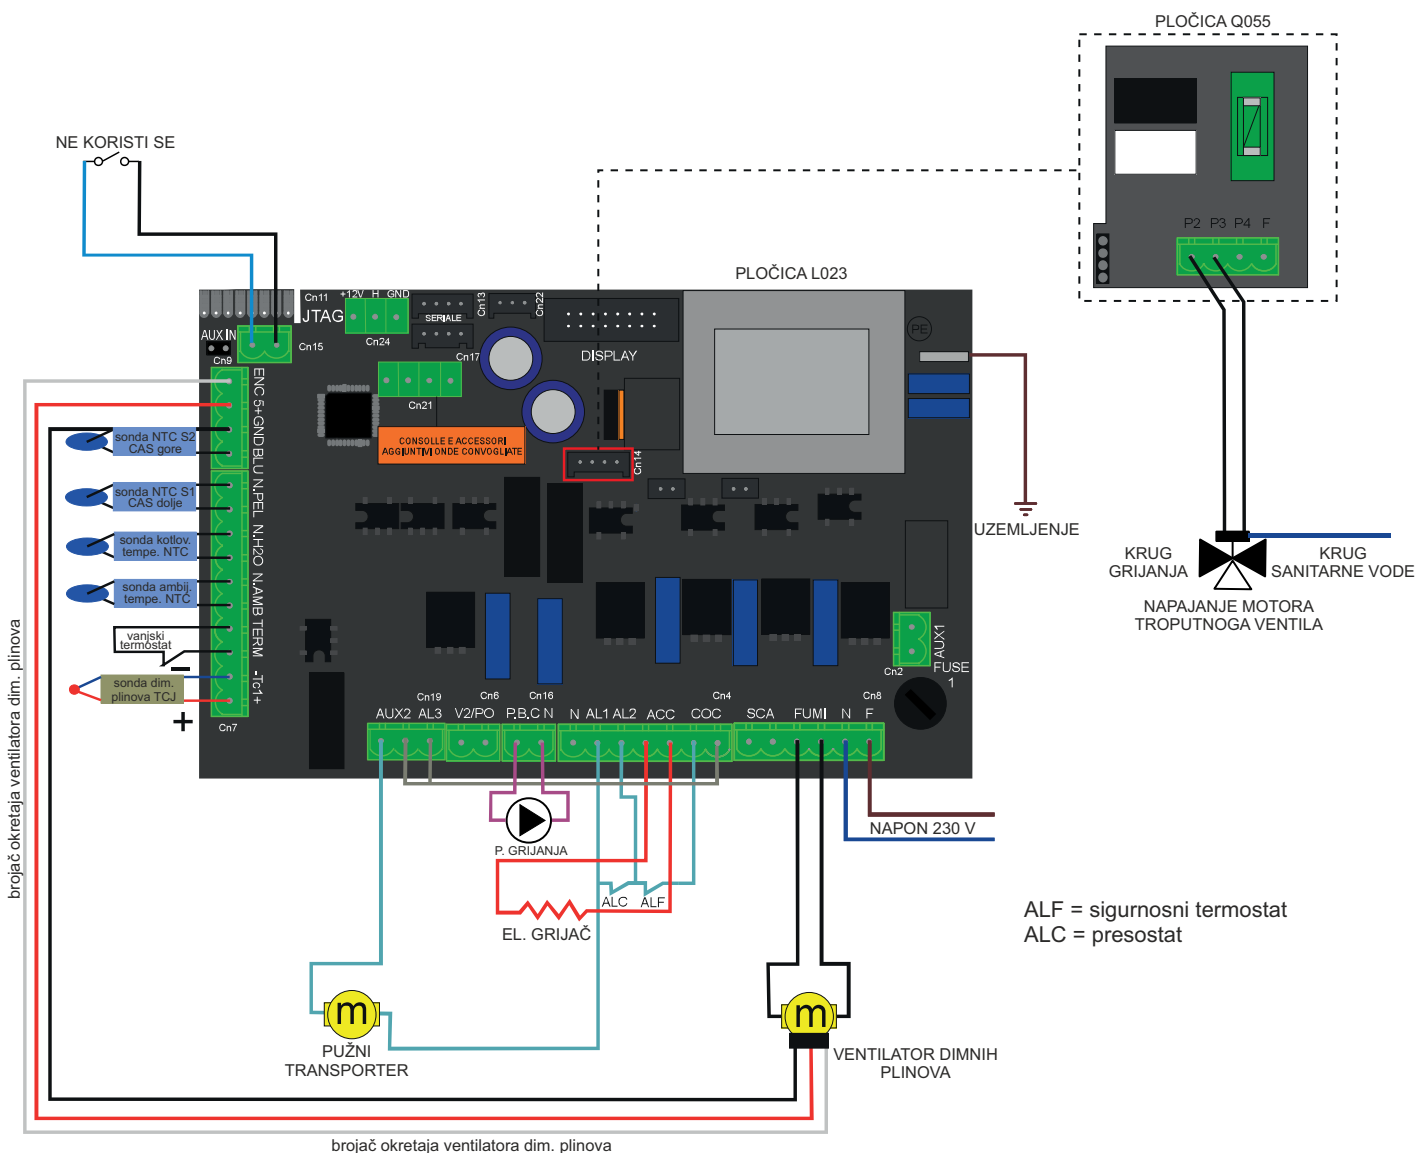 PLOČICA Q055
P2 P3 P4 F
NE KORISTI SE
PLOČICA L023
Cn11
+12V H GND
JTAG
SERIALE
Cn13
Cn22
AUX IN
Cn15
Cn24
Cn17
DISPLAY
PE
Cn9
Cn21
CONSOLLE E ACCESSORI
AGGIUNTIVI ONDE CONVOGLIATE
Cn14
ENC 5+GNDBLU N.PEL N.H2O N.AMB TERM -Tc1+
sonda NTC S2
CAS gore
sonda NTC S1
CAS dolje
sonda kotlov.
tempe. NTC
sonda ambij.
tempe. NTC
vanjski
termostat
sonda dim.
plinova TCJ
−
+
Cn7
UZEMLJENJE
KRUG
GRIJANJA
KRUG
SANITARNE VODE
NAPAJANJE MOTORA
TROPUTNOGA VENTILA
AUX1
Cn2
FUSE
1
Cn19
Cn6
Cn16
Cn4
Cn8
AUX2 AL3 V2/PO P.B.C N N AL1 AL2 ACC COC SCA FUMI N F
P. GRIJANJA
NAPON 230 V
ALC
ALF
EL. GRIJAČ
ALF = sigurnosni termostat
ALC = presostat
m
PUŽNI
TRANSPORTER
m
VENTILATOR DIMNIH
PLINOVA
brojač okretaja ventilatora dim. plinova
brojač okretaja ventilatora dim. plinova